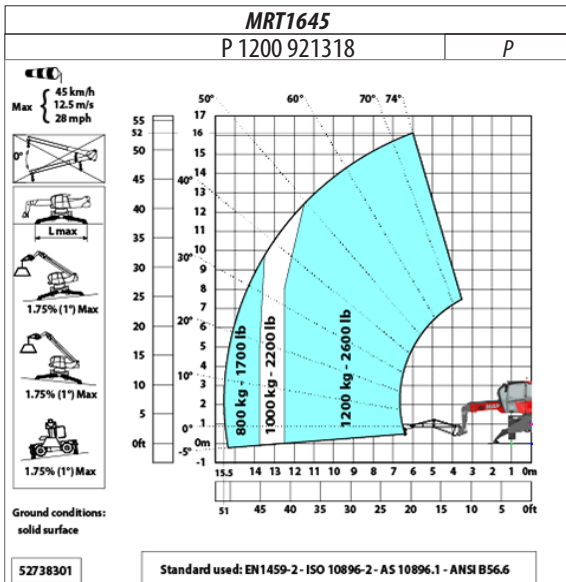 MRT1645
P 1200 921318
P
Max
45 km/h
12.5 m/s
28 mph
0°
L max
1.75% (1°) Max
1.75% (1°) Max
1.75% (1°) Max
Ground conditions:
solid surface
52738301
55
52
50
45
40
35
30
25
20
15
10
5
0ft
17
16
15
14
13
12
11
10
9
8
7
6
5
4
3
2
1
0m
-1
50°
60°
70°
74°
40°
30°
20°
10°
0°
-5°
800 kg - 1700 lb
1000 kg - 2200 lb
1200 kg - 2600 lb
15.5 14 13 12 11 10 9 8 7 6 5 4 3 2 1 0m
51 45 40 35 30 25 20 15 10 5 0ft
Standard used: EN1459-2 - ISO 10896-2 - AS 10896.1 - ANSI B56.6